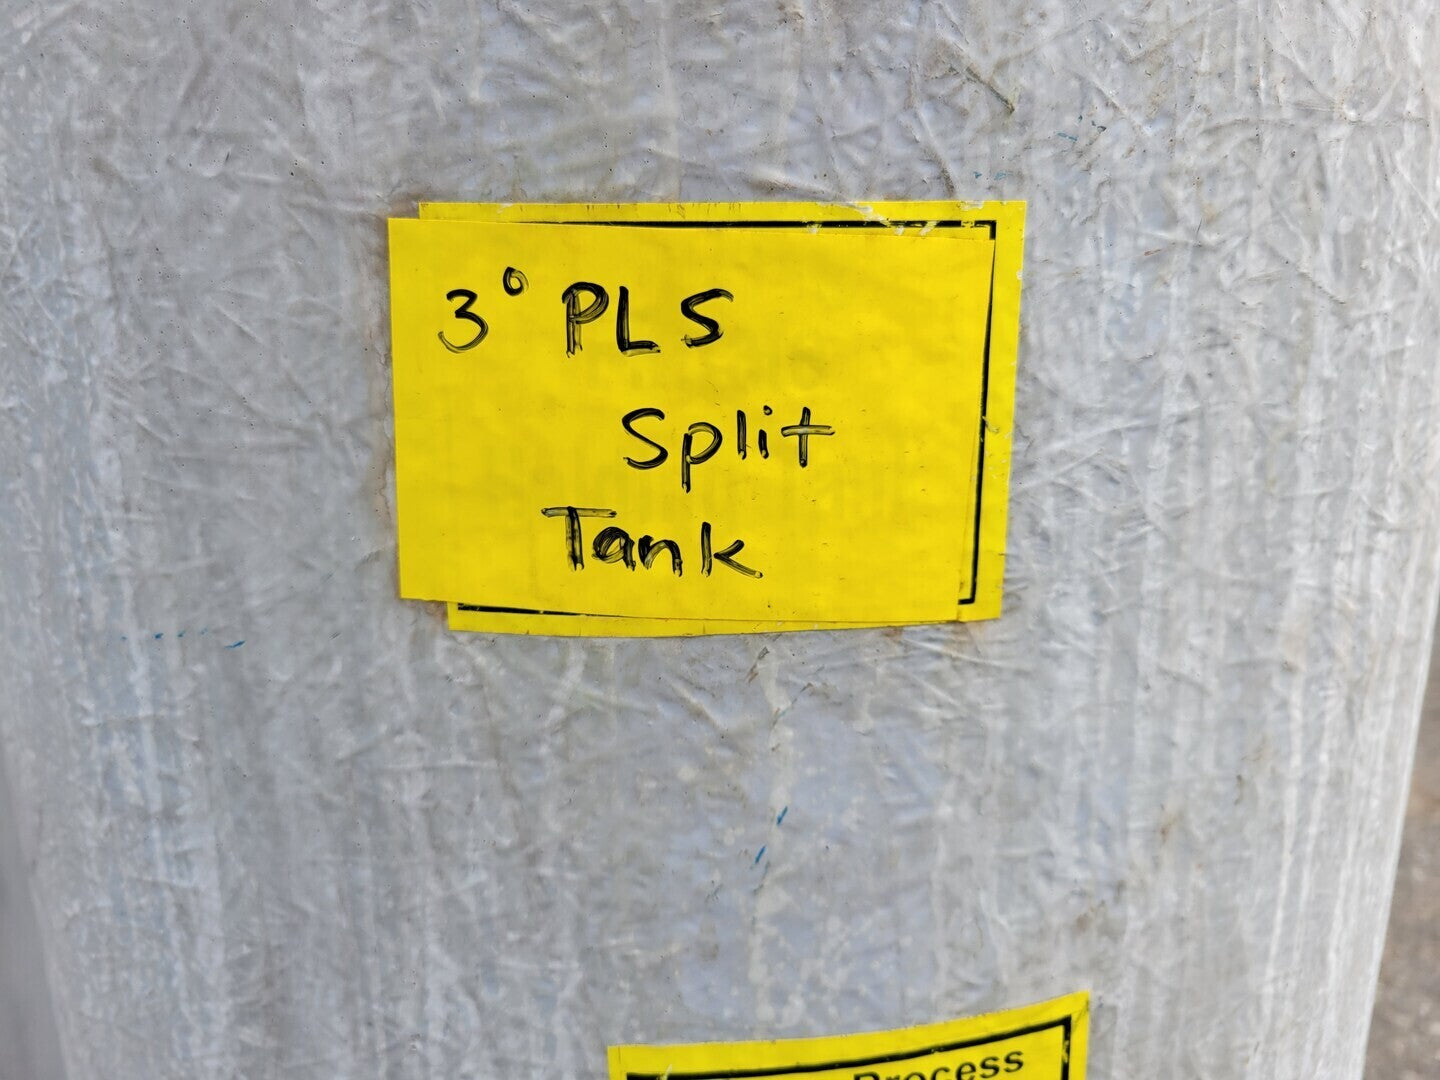 3° PLS
Split
Tank
Process